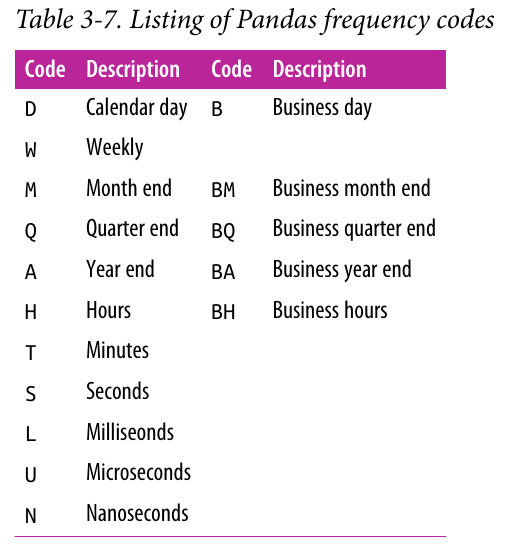 Table 3-7. Listing of Pandas frequency codes
Code Description Code Description
D Calendar day B Business day
W Weekly
M Month end BM Business month end
Q Quarter end BQ Business quarter end
A Year end BA Business year end
H Hours BH Business hours
T Minutes
S Seconds
L Milliseonds
U Microseconds
N Nanoseconds